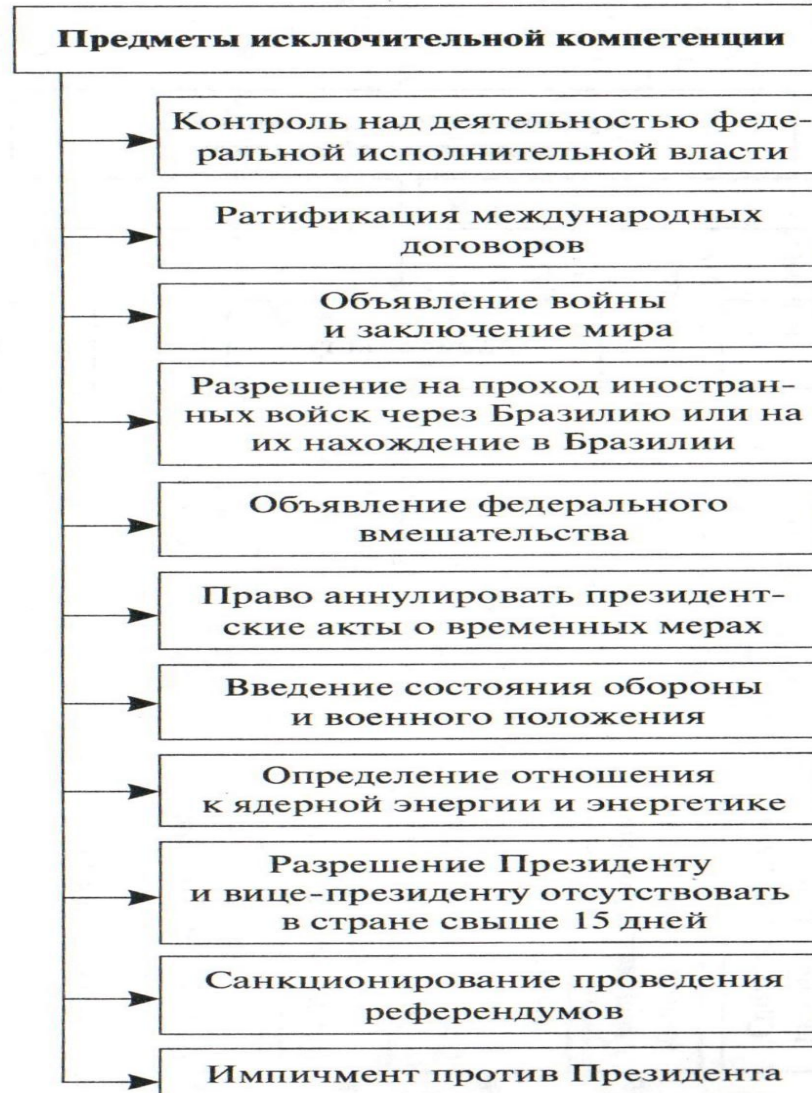 Предметы исключительной компетенции
Контроль над деятельностью феде-
ральной исполнительной власти
Ратификация международных
договоров
Объявление войны
и заключение мира
Разрешение на проход иностран-
ных войск через Бразилию или на
их нахождение в Бразилии
Объявление федерального
вмешательства
Право аннулировать президент-
ские акты о временных мерах
Введение состояния обороны
и военного положения
Определение отношения
к ядерной энергии и энергетике
Разрешение Президенту
и вице-президенту отсутствовать
в стране свыше 15 дней
Санкционирование проведения
референдумов
Импичмент против Президента